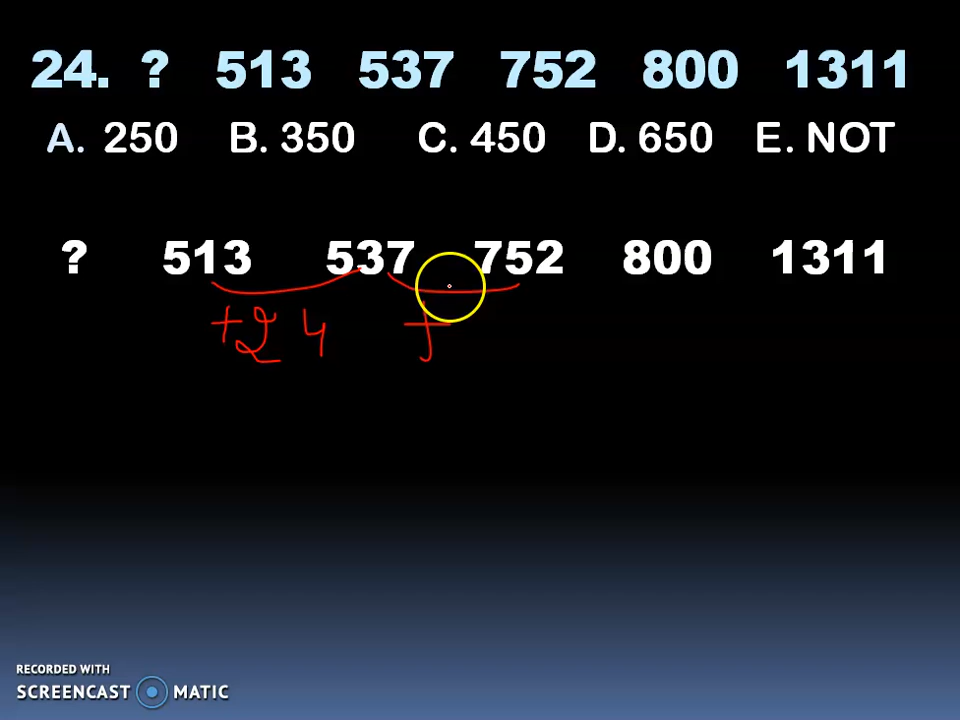 24. ? 513 537 752 800 1311
A. 250 B. 350 C. 450 D. 650 E. NOT
? 513 537 752 800 1311
+24 +
RECORDED WITH
SCREENCAST MATIC